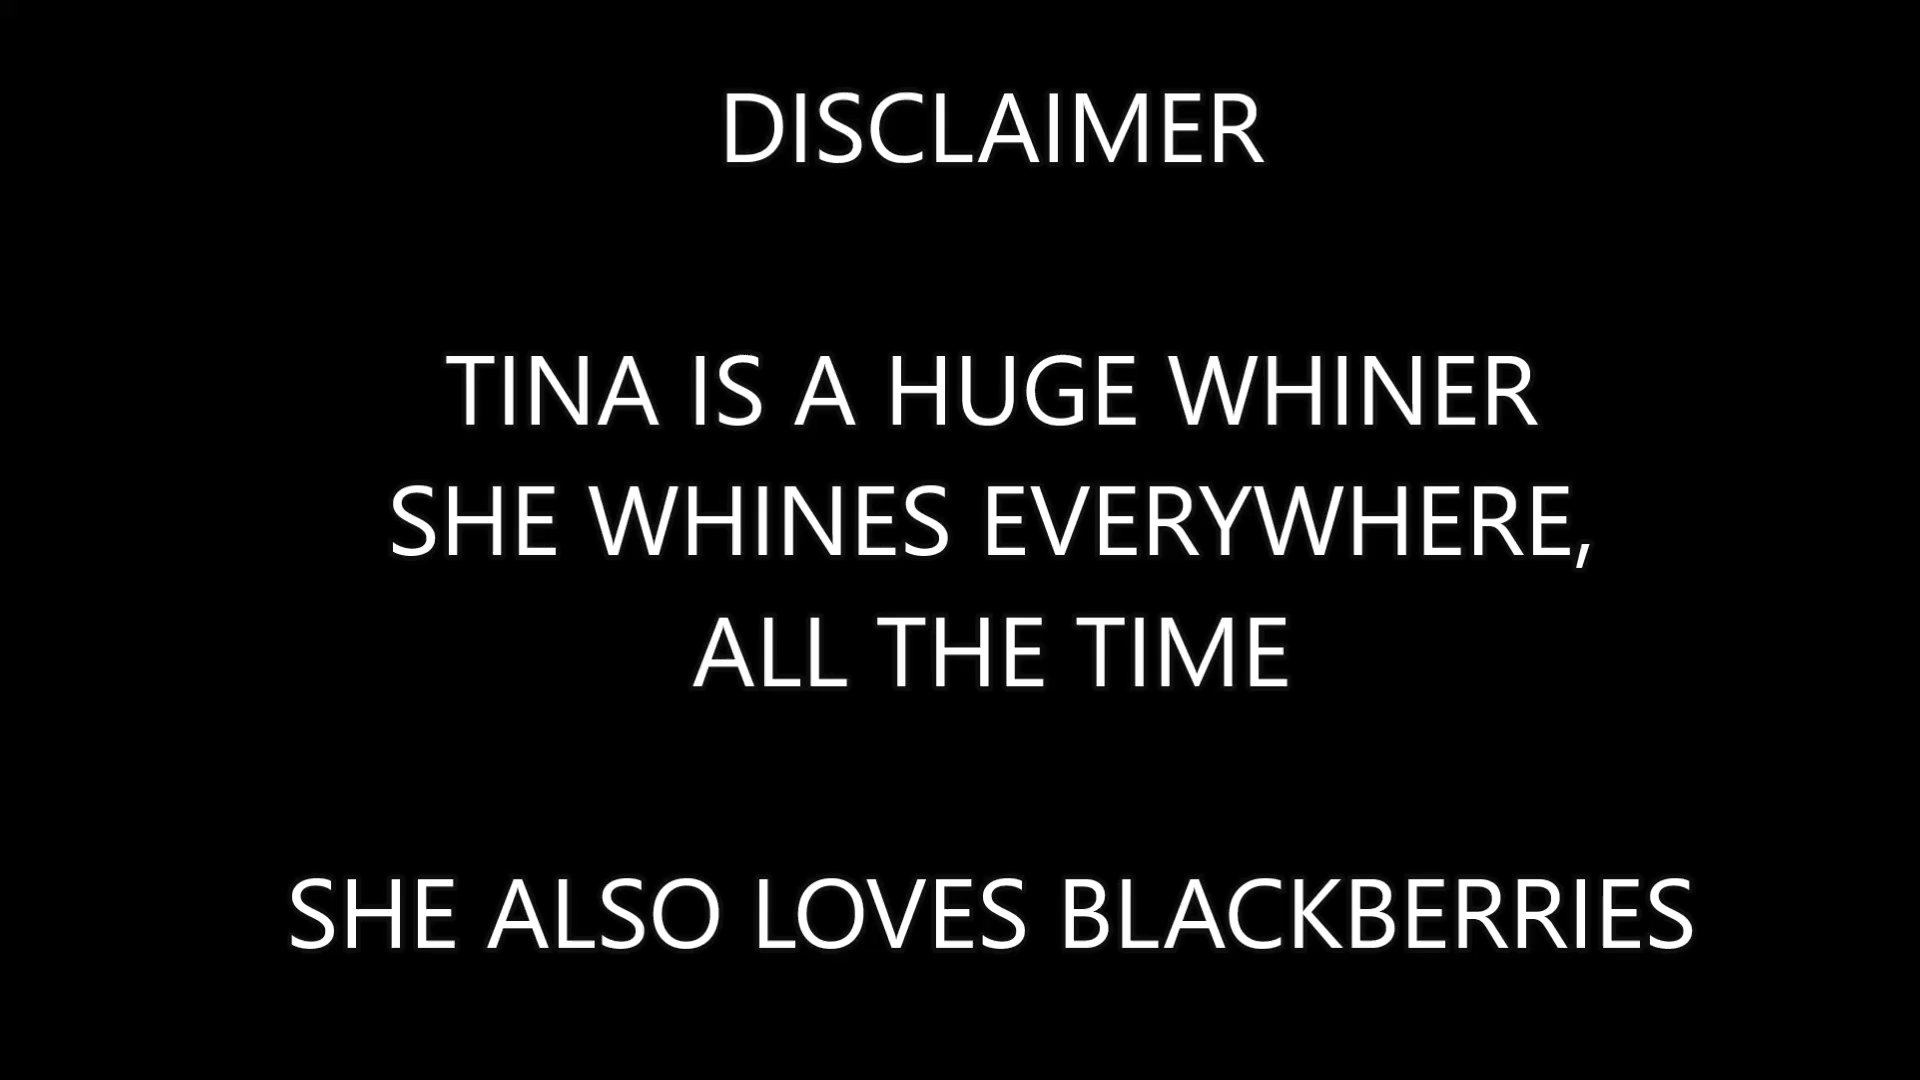 DISCLAIMER
TINA IS A HUGE WHINER
SHE WHINES EVERYWHERE,
ALL THE TIME
SHE ALSO LOVES BLACKBERRIES